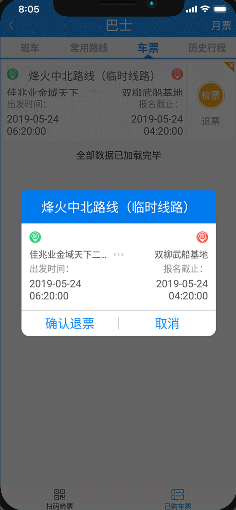 8:05
巴士
月票
班车 常用路线 车票 历史行程
烽火中北路线（临时线路）
佳兆业金域天下二... 双柳武船基地
验票
出发时间： 报名截止：
2019-05-24 2019-05-24
06:20:00 04:20:00
退票
全部数据已加载完毕
烽火中北路线（临时线路）
佳兆业金域天下二... 双柳武船基地
出发时间： 报名截止：
2019-05-24 2019-05-24
06:20:00 04:20:00
确认退票 取消
扫码验票 已购车票